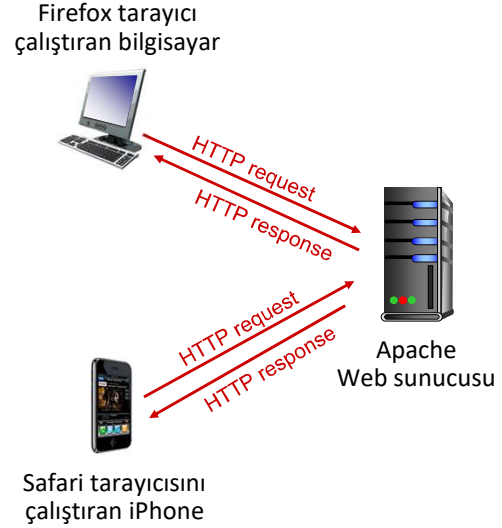 Firefox tarayıcı
çalıştıran bilgisayar
HTTP request
HTTP response
HTTP request
HTTP response
Apache
Web sunucusu
Safari tarayıcısını
çalıştıran iPhone